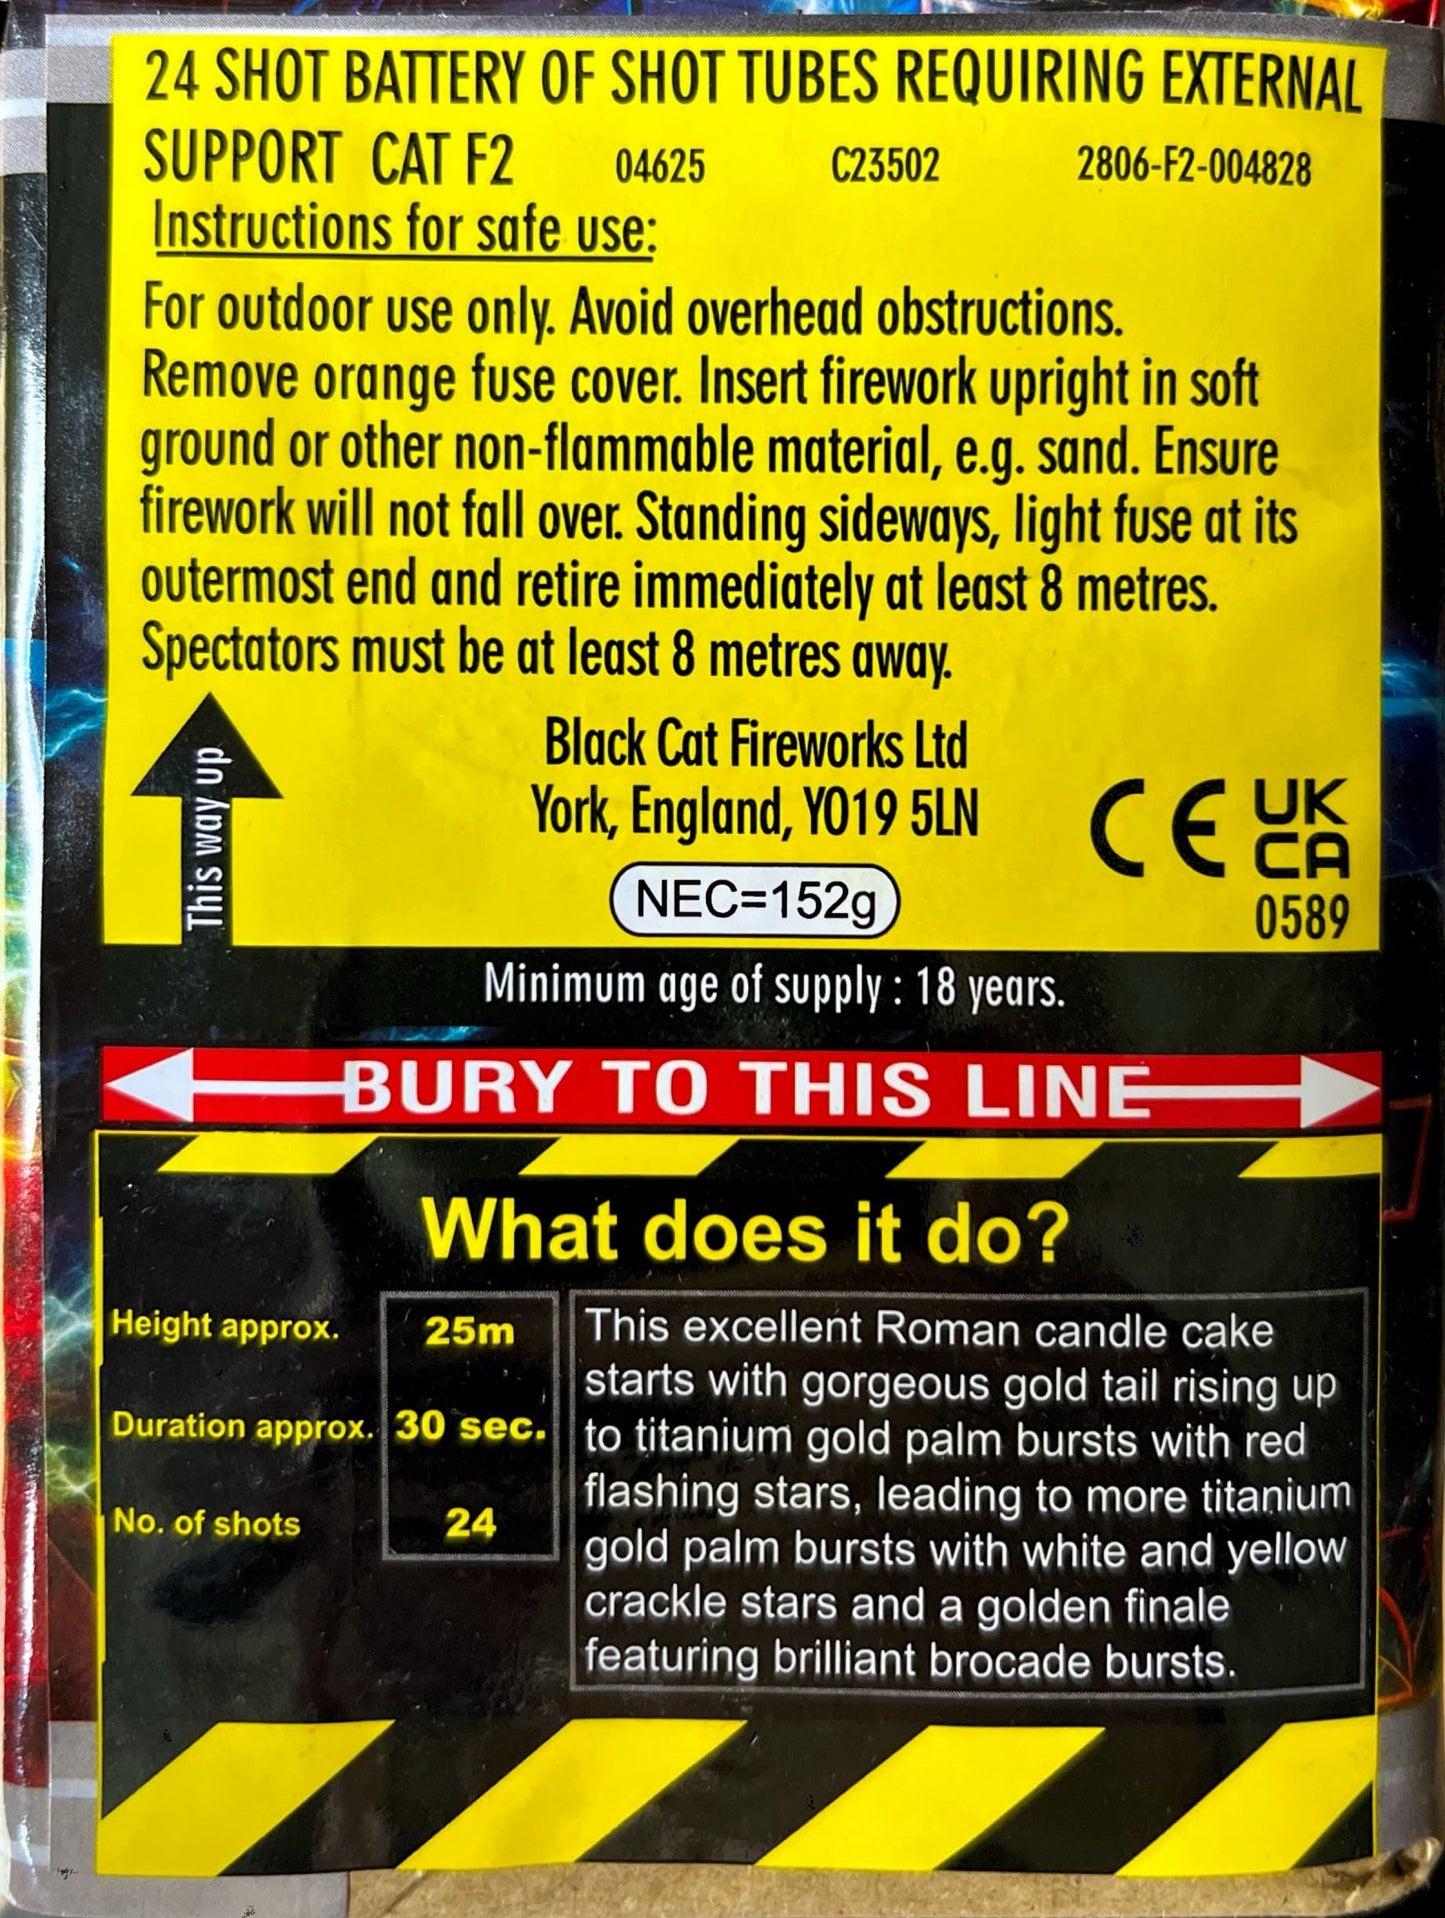 24 SHOT BATTERY OF SHOT TUBES REQUIRING EXTERNAL
SUPPORT CAT F2 04625 C23502 2806-F2-004828
Instructions for safe use:
For outdoor use only. Avoid overhead obstructions.
Remove orange fuse cover. Insert firework upright in soft
ground or other non-flammable material, e.g. sand. Ensure
firework will not fall over. Standing sideways, light fuse at its
outermost end and retire immediately at least 8 metres.
Spectators must be at least 8 metres away.
This way up
Black Cat Fireworks Ltd
York, England, YO19 5LN
NEC=152g
CE UK
CA
0589
Minimum age of supply : 18 years.
BURY TO THIS LINE
What does it do?
Height approx. 25m
Duration approx. 30 sec.
No. of shots 24
This excellent Roman candle cake
starts with gorgeous gold tail rising up
to titanium gold palm bursts with red
flashing stars, leading to more titanium
gold palm bursts with white and yellow
crackle stars and a golden finale
featuring brilliant brocade bursts.